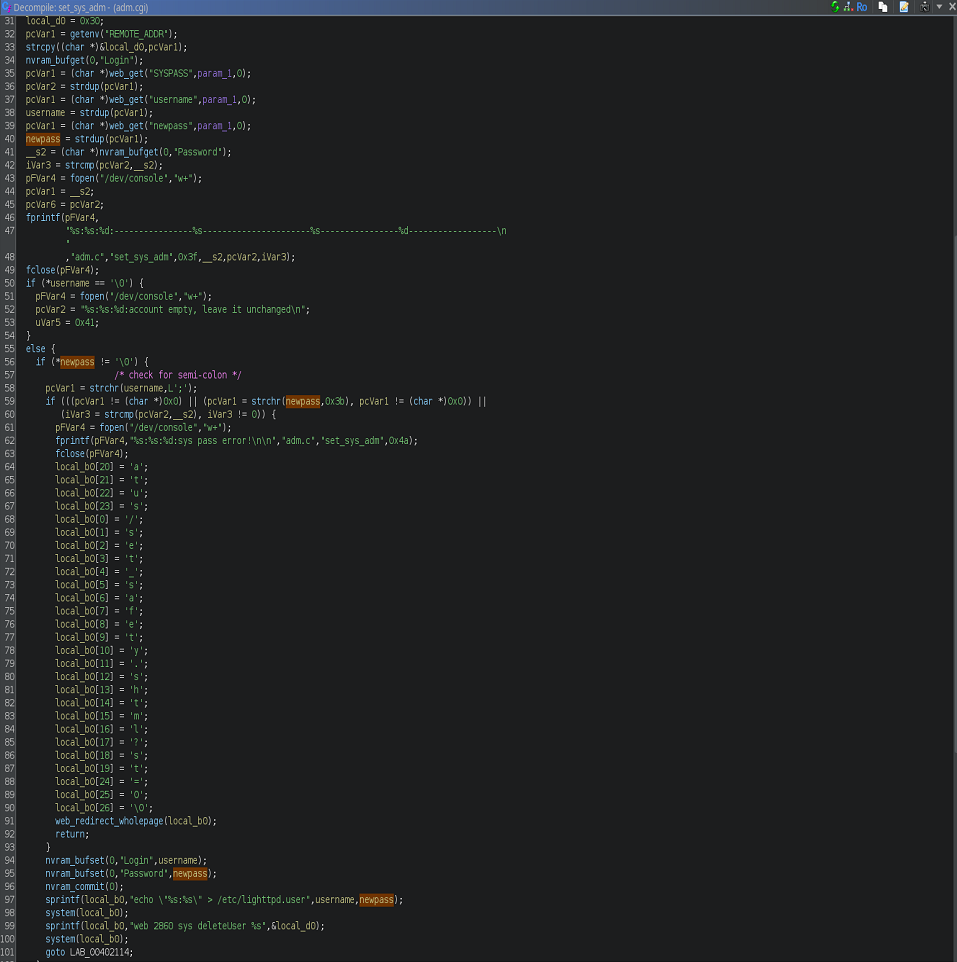 Decompile: set_sys_adm - (adm.cgi)
31 local_d0 = 0x30;
32 pcVar1 = getenv("REMOTE_ADDR");
33 strcpy((char *)&local_d0,pcVar1);
34 nvram_bufget(0,"Login");
35 pcVar1 = (char *)web_get("SYSPASS",param_1,0);
36 pcVar2 = strdup(pcVar1);
37 pcVar1 = (char *)web_get("username",param_1,0);
38 username = strdup(pcVar1);
39 pcVar1 = (char *)web_get("newpass",param_1,0);
40 newpass = strdup(pcVar1);
41 __s2 = (char *)nvram_bufget(0,"Password");
42 iVar3 = strcmp(pcVar2,__s2);
43 pFVar4 = fopen("/dev/console","w+");
44 pcVar1 = __s2;
45 pcVar6 = pcVar2;
46 fprintf(pFVar4,
47 "%s:%s:%d:----------------%s----------------------%s----------------%d------------------\n
"
48 ,"adm.c","set_sys_adm",0x3f,__s2,pcVar2,iVar3);
49 fclose(pFVar4);
50 if (*username == '\0') {
51 pFVar4 = fopen("/dev/console","w+");
52 pcVar2 = "%s:%s:%d:account empty, leave it unchanged\n";
53 uVar5 = 0x41;
54 }
55 else {
56 if (*newpass != '\0') {
57 /* check for semi-colon */
58 pcVar1 = strchr(username,L';');
59 if (((pcVar1 != (char *)0x0) || (pcVar1 = strchr(newpass,0x3b), pcVar1 != (char *)0x0)) ||
60 (iVar3 = strcmp(pcVar2,__s2), iVar3 != 0)) {
61 pFVar4 = fopen("/dev/console","w+");
62 fprintf(pFVar4,"%s:%s:%d:sys pass error!\n\n","adm.c","set_sys_adm",0x4a);
63 fclose(pFVar4);
64 local_b0[20] = 'a';
65 local_b0[21] = 't';
66 local_b0[22] = 'u';
67 local_b0[23] = 's';
68 local_b0[0] = '/';
69 local_b0[1] = 's';
70 local_b0[2] = 'e';
71 local_b0[3] = 't';
72 local_b0[4] = '_';
73 local_b0[5] = 's';
74 local_b0[6] = 'a';
75 local_b0[7] = 'f';
76 local_b0[8] = 'e';
77 local_b0[9] = 't';
78 local_b0[10] = 'y';
79 local_b0[11] = '.';
80 local_b0[12] = 's';
81 local_b0[13] = 'h';
82 local_b0[14] = 't';
83 local_b0[15] = 'm';
84 local_b0[16] = 'l';
85 local_b0[17] = '?';
86 local_b0[18] = 's';
87 local_b0[19] = 't';
88 local_b0[24] = '=';
89 local_b0[25] = '0';
90 local_b0[26] = '\0';
91 web_redirect_wholepage(local_b0);
92 return;
93 }
94 nvram_bufset(0,"Login",username);
95 nvram_bufset(0,"Password",newpass);
96 nvram_commit(0);
97 sprintf(local_b0,"echo \"%s:%s\" > /etc/lighttpd.user",username,newpass);
98 system(local_b0);
99 sprintf(local_b0,"web 2860 sys deleteUser %s",&local_d0);
100 system(local_b0);
101 goto LAB_00402114;